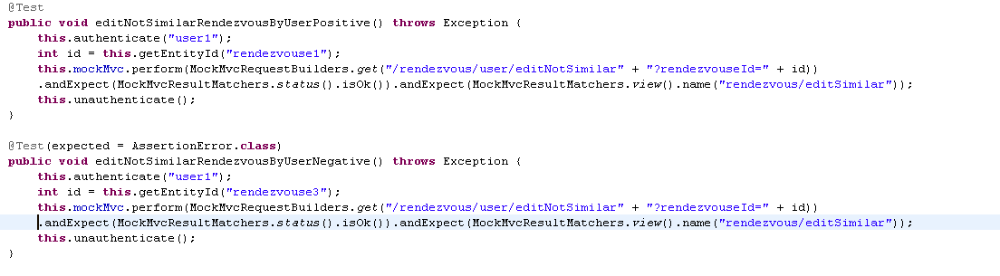 @Test
public void editNotSimilarRendezvousByUserPositive() throws Exception {
    this.authenticate("user1");
    int id = this.getEntityId("rendezvouse1");
    this.mockMvc.perform(MockMvcRequestBuilders.get("/rendezvous/user/editNotSimilar" + "?rendezvouseId=" + id))
    .andExpect(MockMvcResultMatchers.status().isOk()).andExpect(MockMvcResultMatchers.view().name("rendezvous/editSimilar"));
    this.unauthenticate();
}
@Test(expected = AssertionError.class)
public void editNotSimilarRendezvousByUserNegative() throws Exception {
    this.authenticate("user1");
    int id = this.getEntityId("rendezvouse3");
    this.mockMvc.perform(MockMvcRequestBuilders.get("/rendezvous/user/editNotSimilar" + "?rendezvouseId=" + id))
    .andExpect(MockMvcResultMatchers.status().isOk()).andExpect(MockMvcResultMatchers.view().name("rendezvous/editSimilar"));
    this.unauthenticate();
}